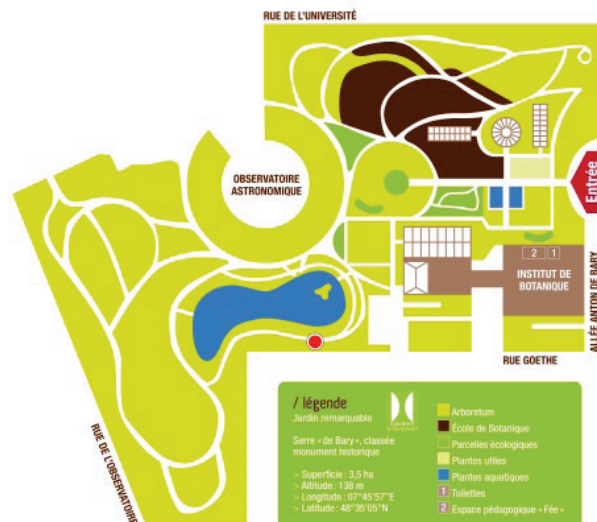 RUE DE L'UNIVERSITÉ
OBSERVATOIRE
ASTRONOMIQUE
Entrée
2 1
INSTITUT DE
BOTANIQUE
ALLÉE ANTON DE BARY
RUE GOETHE
RUE DE L'OBSERVATOIRE
/ légende
Jardin remarquable
Serre « de Bary », classée
monument historique
> Superficie : 3,5 ha
> Altitude : 138 m
> Longitude : 07°45'57"E
> Latitude : 48°35'05"N
Arboretum
École de Botanique
Parcelles écologiques
Plantes utiles
Plantes aquatiques
1 Toilettes
2 Espace pédagogique « Fée »